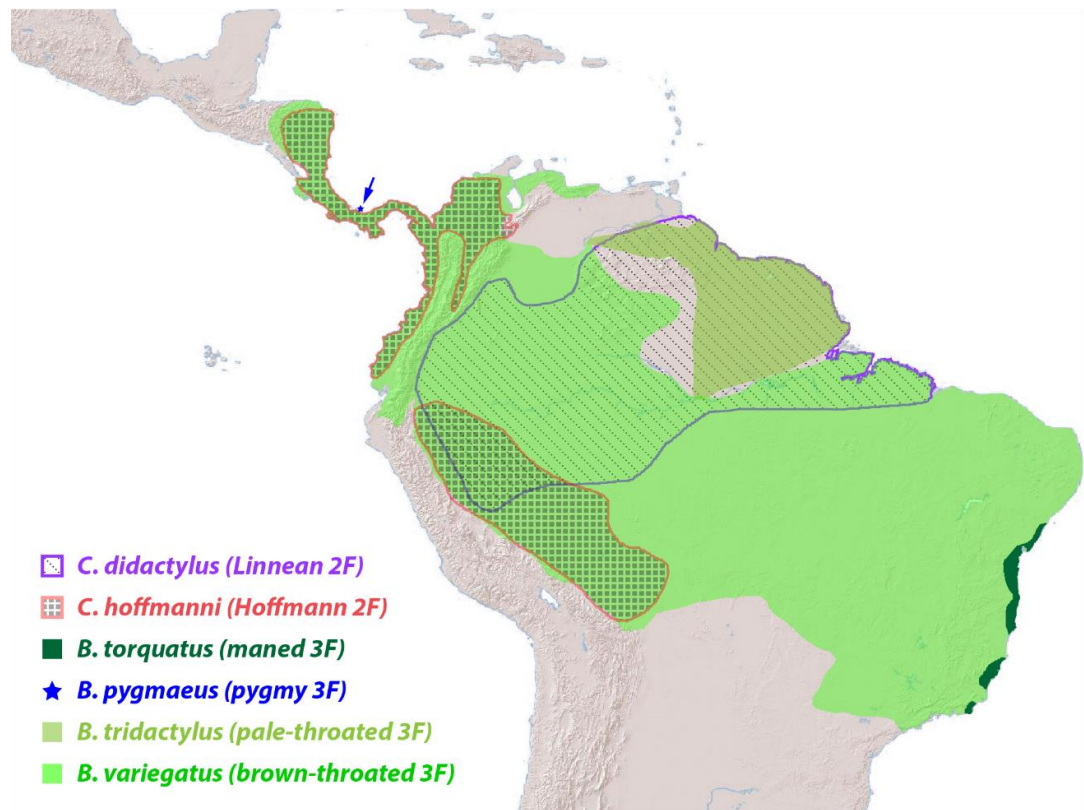 C. didactylus (Linnean 2F)
C. hoffmanni (Hoffmann 2F)
B. torquatus (maned 3F)
B. pygmaeus (pygmy 3F)
B. tridactylus (pale-throated 3F)
B. variegatus (brown-throated 3F)